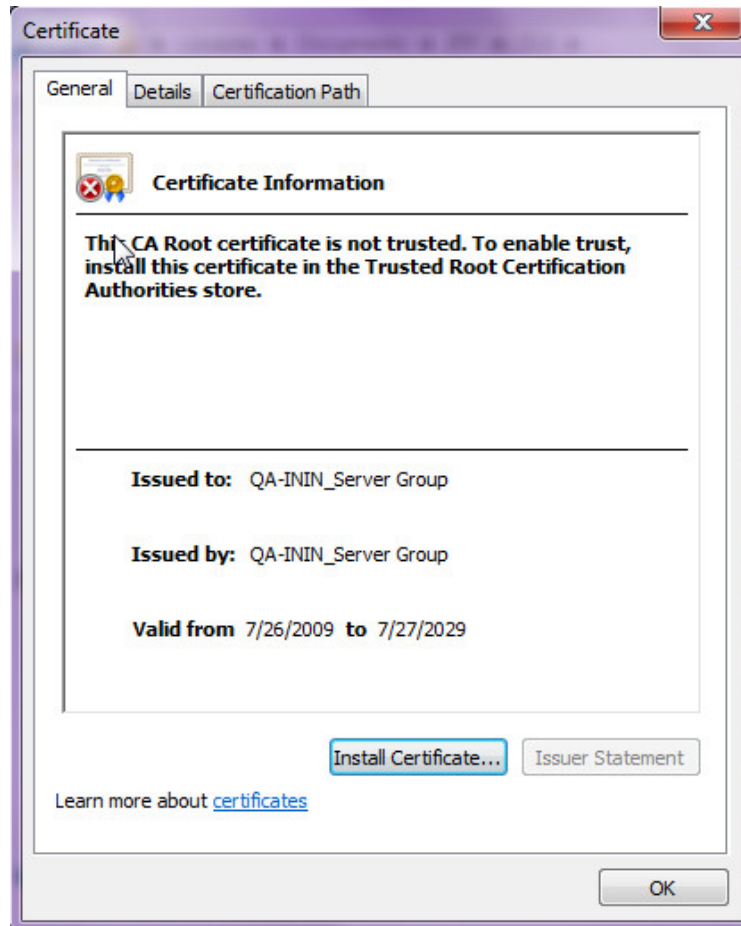 Certificate
General Details Certification Path
Certificate Information
This CA Root certificate is not trusted. To enable trust,
install this certificate in the Trusted Root Certification
Authorities store.
Issued to: QA-ININ_Server Group
Issued by: QA-ININ_Server Group
Valid from 7/26/2009 to 7/27/2029
Install Certificate... Issuer Statement
Learn more about certificates
OK